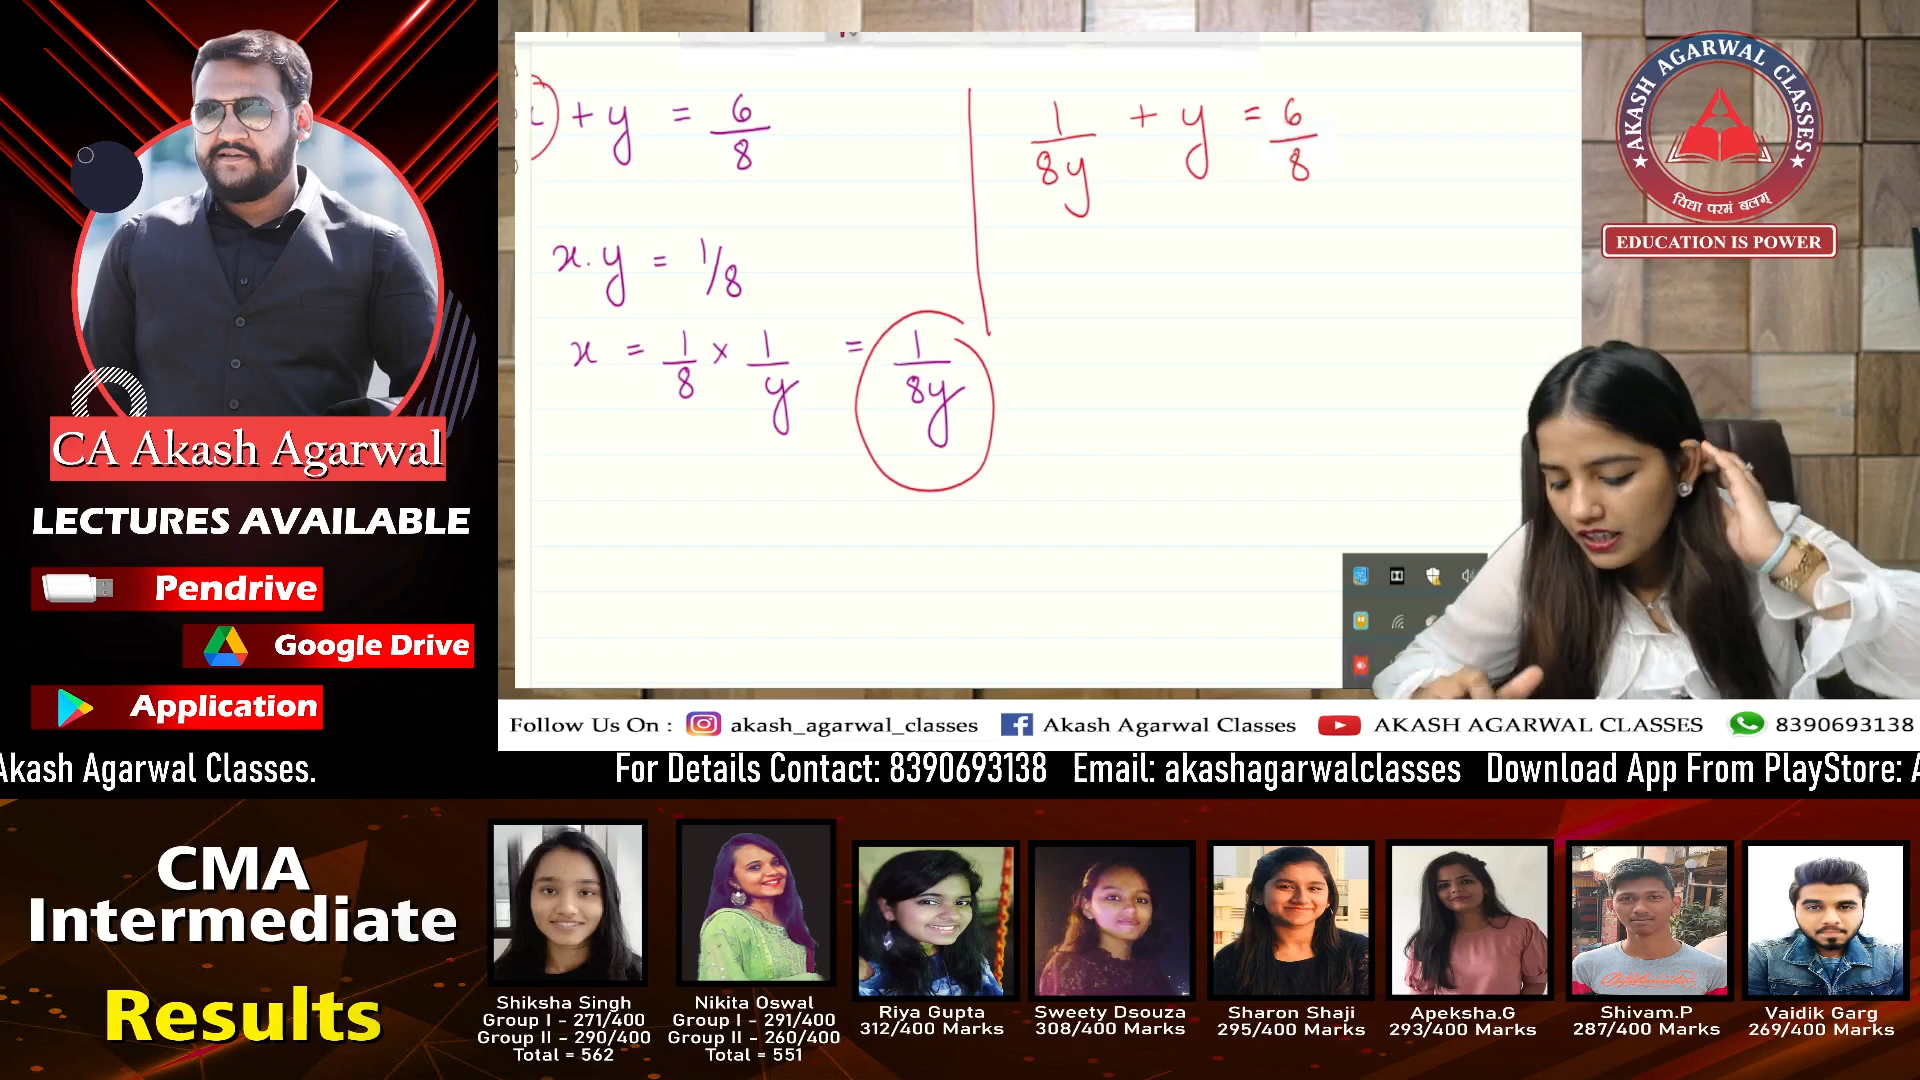 CA Akash Agarwal
LECTURES AVAILABLE
Pendrive
Google Drive
Application
+ y = 6/8
x . y = 1/8
x = 1/8 × 1/y = 1/8y
1/8y + y = 6/8
AKASH AGARWAL CLASSES
विद्या परमं बलम्
EDUCATION IS POWER
Follow Us On : akash_agarwal_classes Akash Agarwal Classes AKASH AGARWAL CLASSES 8390693138
Akash Agarwal Classes. For Details Contact: 8390693138 Email: akashagarwalclasses Download App From PlayStore: A
CMA
Intermediate
Results
Shiksha Singh
Group I - 271/400
Group II - 290/400
Total = 562
Nikita Oswal
Group I - 291/400
Group II - 260/400
Total = 551
Riya Gupta
312/400 Marks
Sweety Dsouza
308/400 Marks
Sharon Shaji
295/400 Marks
Apeksha.G
293/400 Marks
Shivam.P
287/400 Marks
Vaidik Garg
269/400 Marks